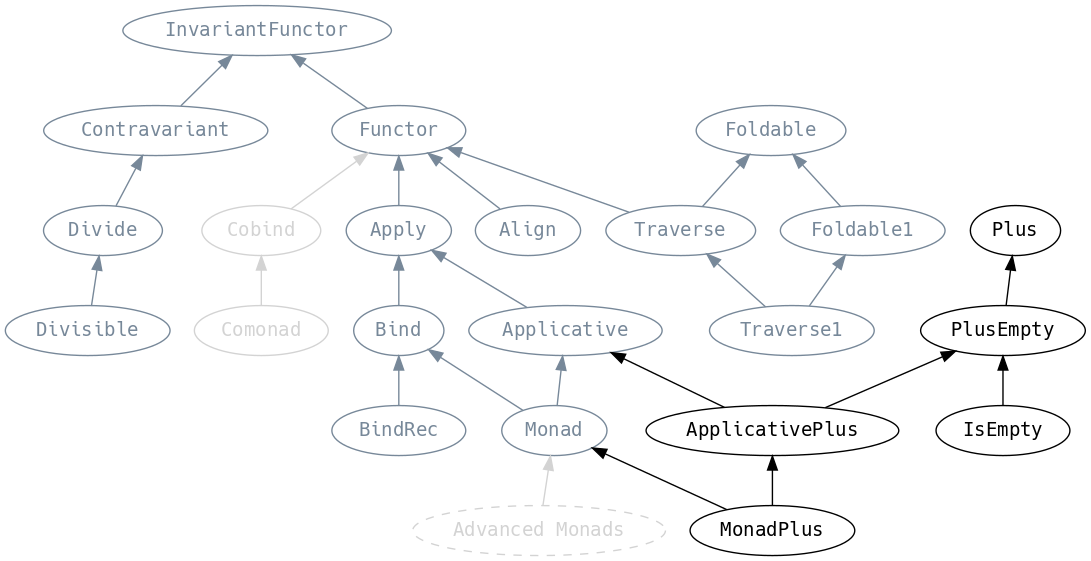 InvariantFunctor
Contravariant
Functor
Foldable
Divide
Cobind
Apply
Align
Traverse
Foldable1
Plus
Divisible
Comonad
Bind
Applicative
Traverse1
PlusEmpty
BindRec
Monad
ApplicativePlus
IsEmpty
Advanced Monads
MonadPlus